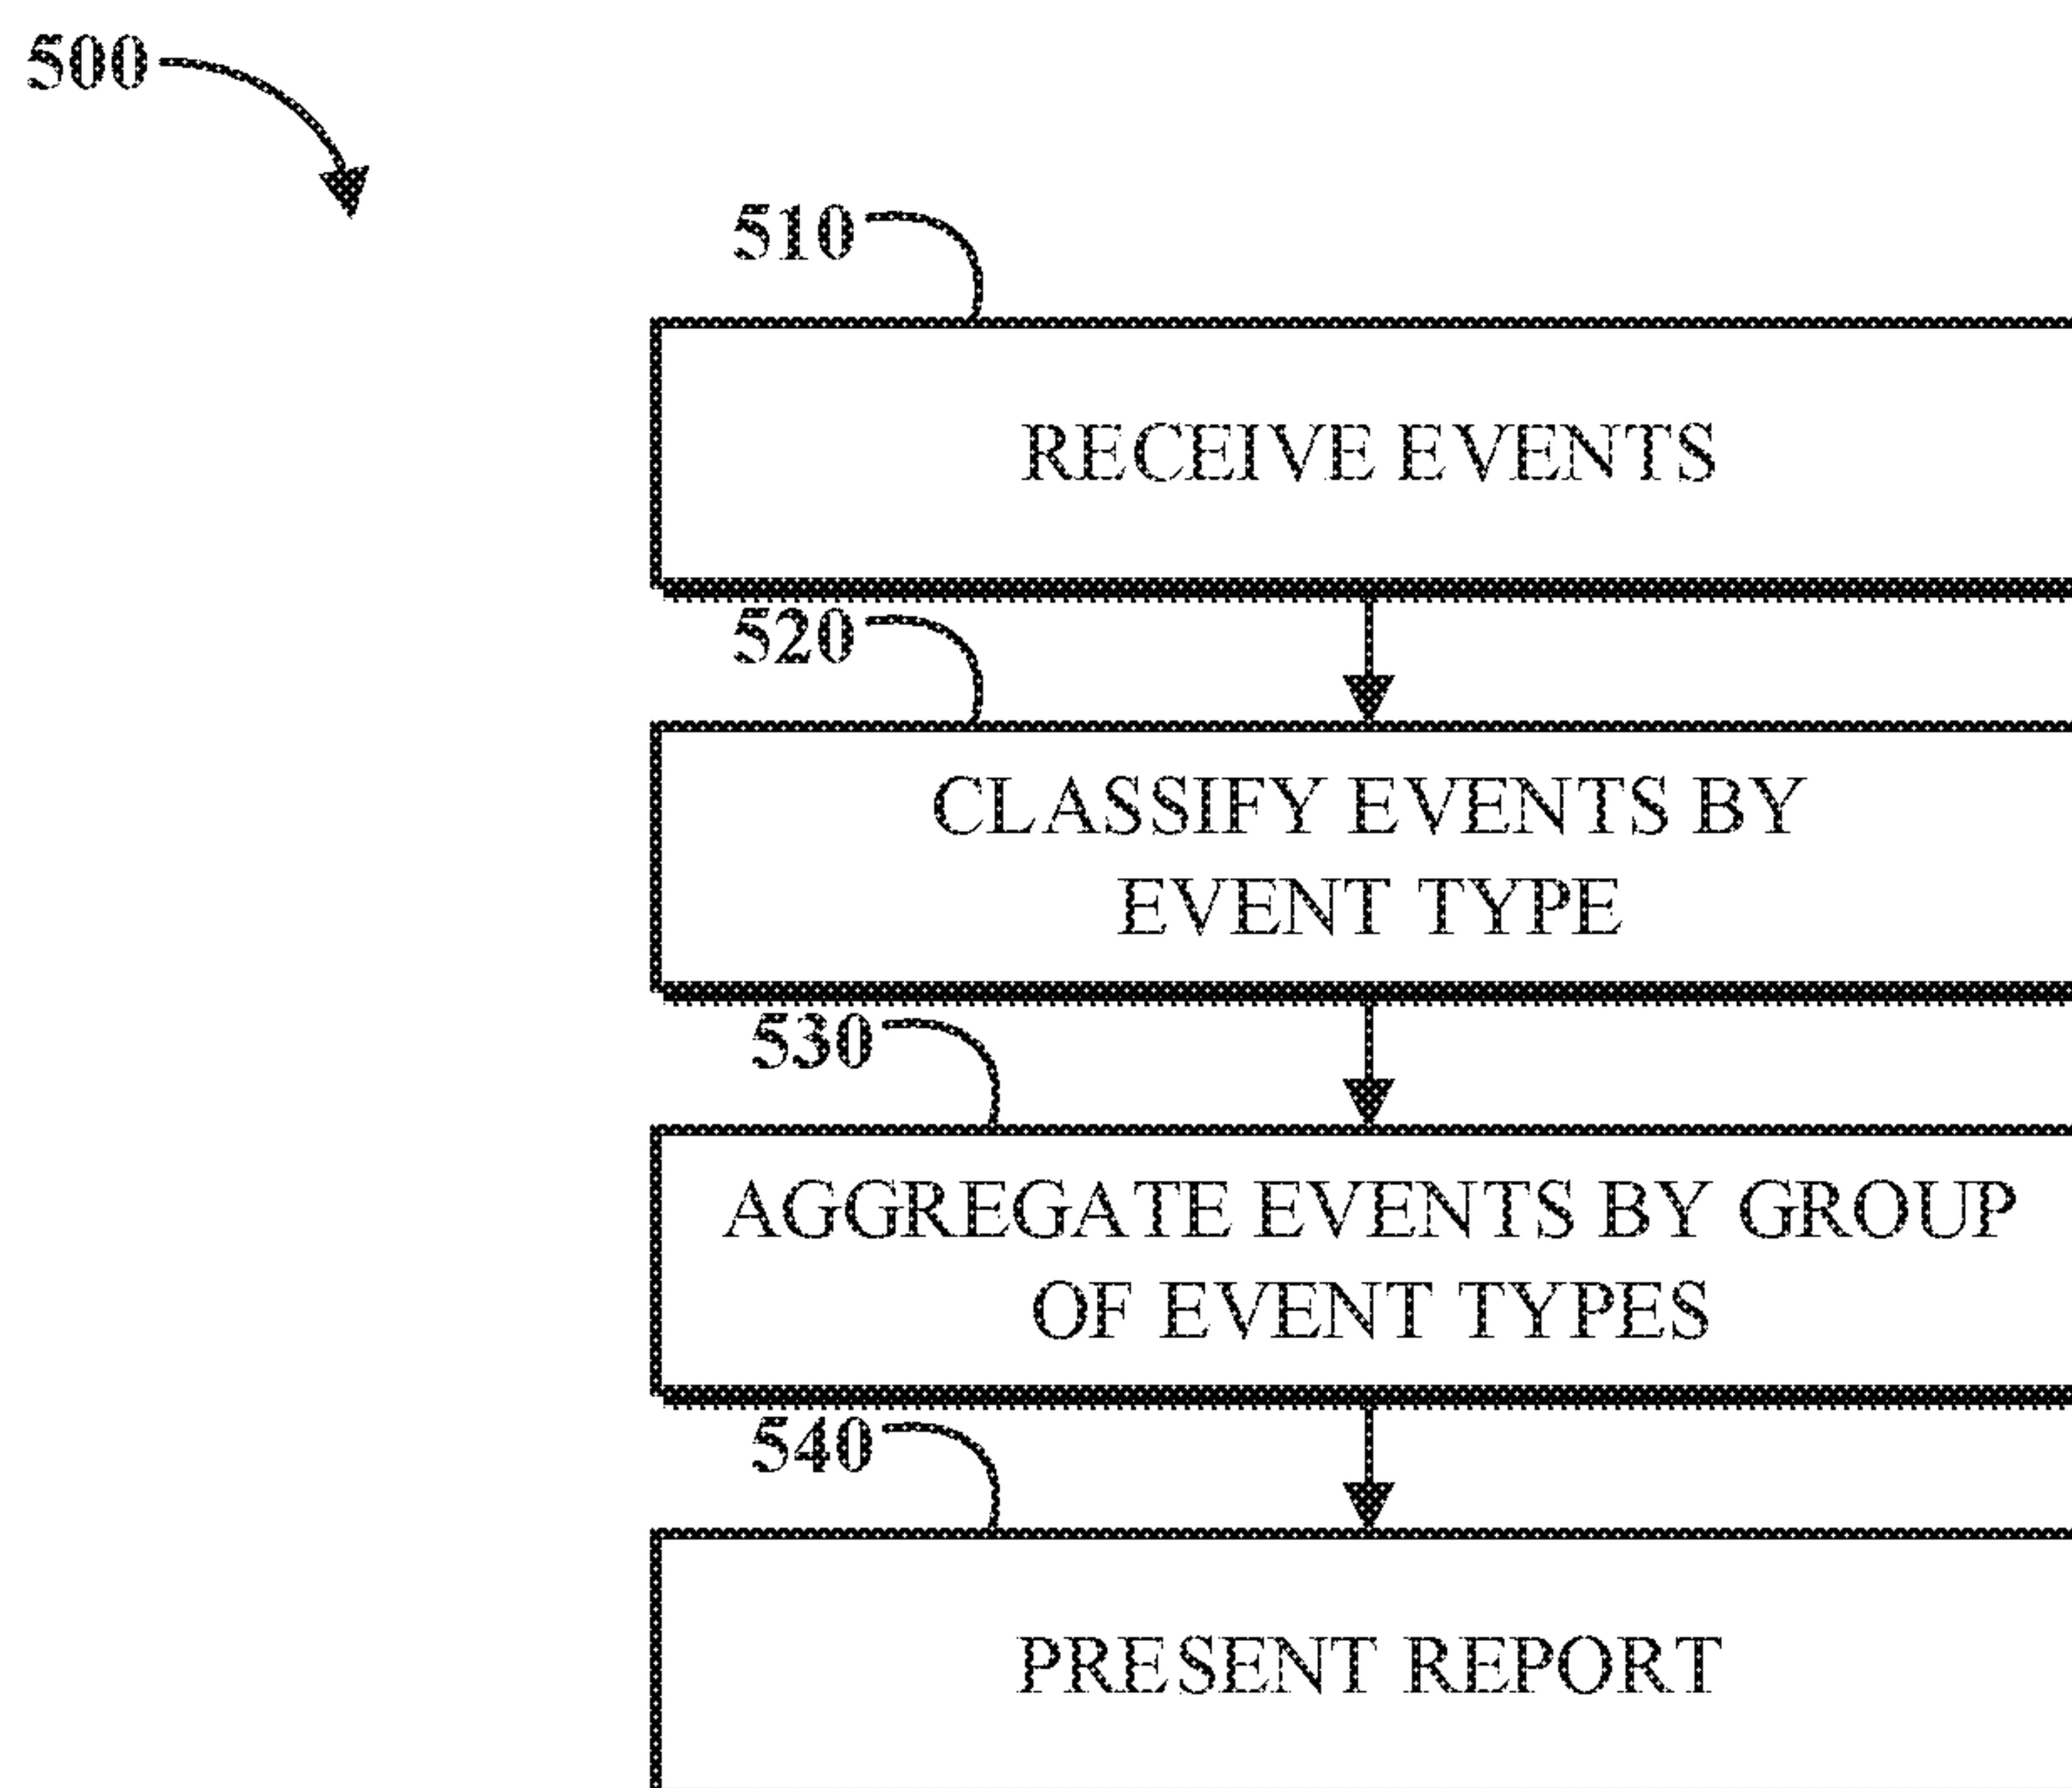 500
510
RECEIVE EVENTS
520
CLASSIFY EVENTS BY
EVENT TYPE
530
AGGREGATE EVENTS BY GROUP
OF EVENT TYPES
540
PRESENT REPORT